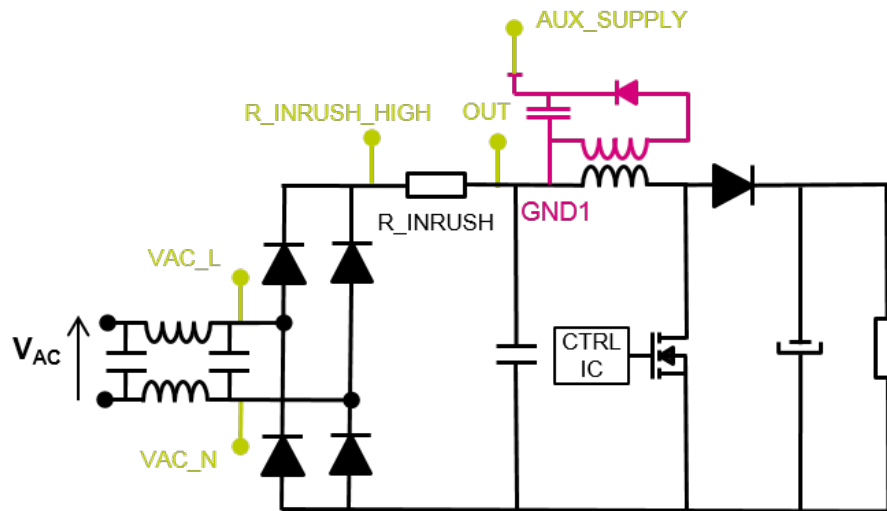 AUX_SUPPLY
R_INRUSH_HIGH
OUT
GND1
R_INRUSH
VAC_L
VAC
CTRL
IC
VAC_N